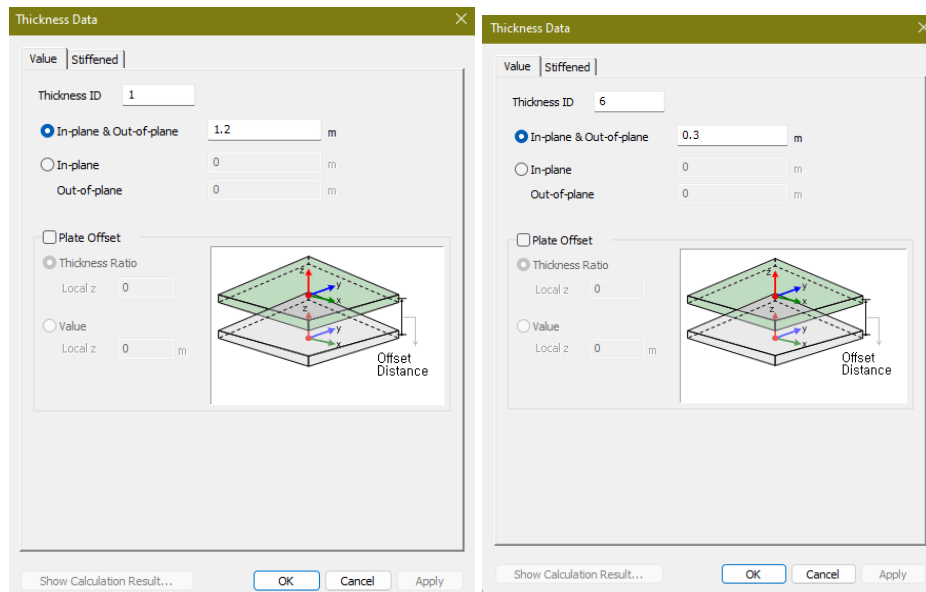 Thickness Data
Value Stiffened
Thickness ID 1
In-plane & Out-of-plane 1.2 m
In-plane 0 m
Out-of-plane 0 m
Plate Offset
Thickness Ratio
Local z 0
Value
Local z 0 m
z y x
z y x
Offset
Distance
Show Calculation Result... OK Cancel Apply
Thickness Data
Value Stiffened
Thickness ID 6
In-plane & Out-of-plane 0.3 m
In-plane 0 m
Out-of-plane 0 m
Plate Offset
Thickness Ratio
Local z 0
Value
Local z 0 m
z y x
z y x
Offset
Distance
Show Calculation Result... OK Cancel Apply